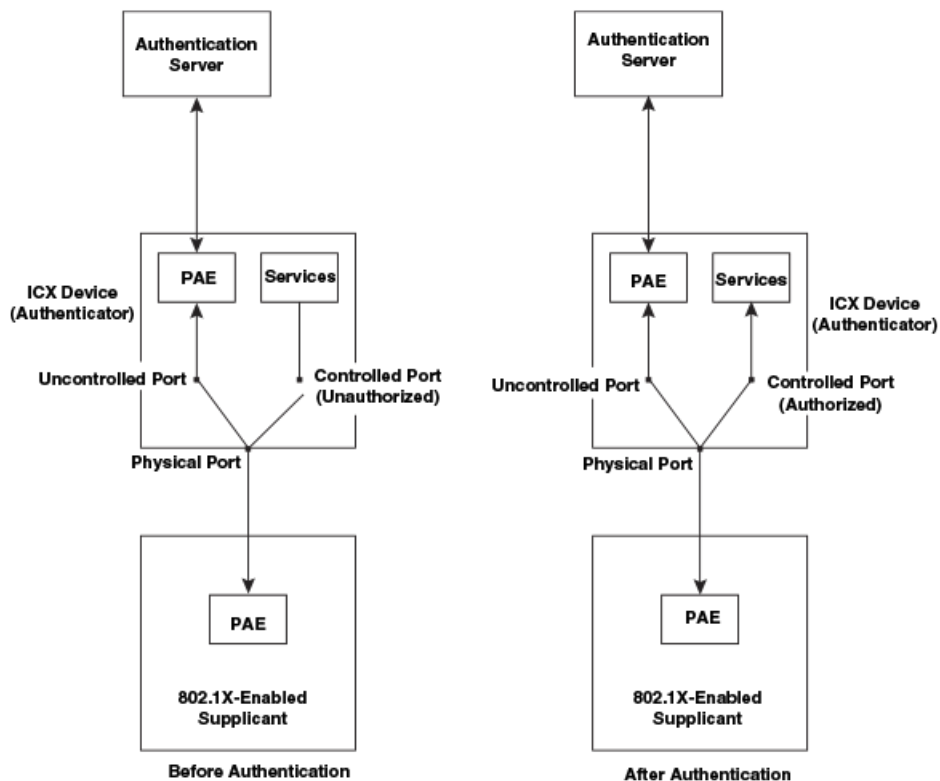 Authentication
Server
PAE
Services
ICX Device
(Authenticator)
Uncontrolled Port
Controlled Port
(Unauthorized)
Physical Port
PAE
802.1X-Enabled
Supplicant
Before Authentication
Authentication
Server
PAE
Services
ICX Device
(Authenticator)
Uncontrolled Port
Controlled Port
(Authorized)
Physical Port
PAE
802.1X-Enabled
Supplicant
After Authentication